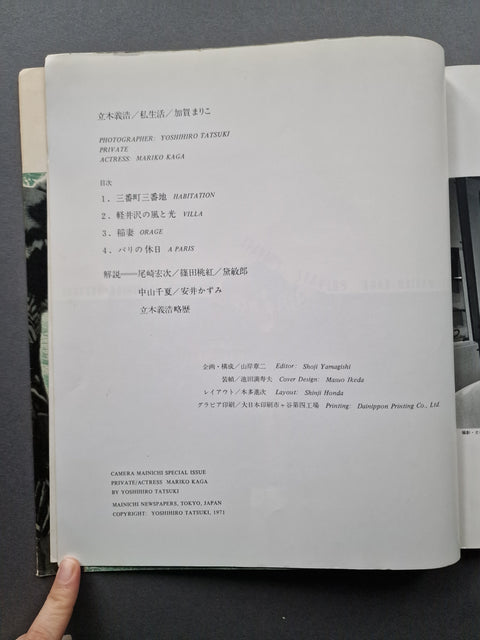 立木義浩／私生活／加賀まりこ
PHOTOGRAPHER: YOSHIHIRO TATSUKI
PRIVATE
ACTRESS: MARIKO KAGA
目次
1. 三番町三番地 HABITATION
2. 軽井沢の風と光 VILLA
3. 稲妻 ORAGE
4. パリの休日 A PARIS
解説——尾崎宏次／篠田桃紅／黛敏郎
中山千夏／安井かずみ
立木義浩略歴
企画・構成／山岸章二 Editor: Shoji Yamagishi
装幀／池田満寿夫 Cover Design: Masuo Ikeda
レイアウト／本多進次 Layout: Shinji Honda
グラビア印刷／大日本印刷市ヶ谷第四工場 Printing: Dainippon Printing Co., Ltd.
CAMERA MAINICHI SPECIAL ISSUE
PRIVATE/ACTRESS MARIKO KAGA
BY YOSHIHIRO TATSUKI
MAINICHI NEWSPAPERS, TOKYO, JAPAN
COPYRIGHT: YOSHIHIRO TATSUKI, 1971